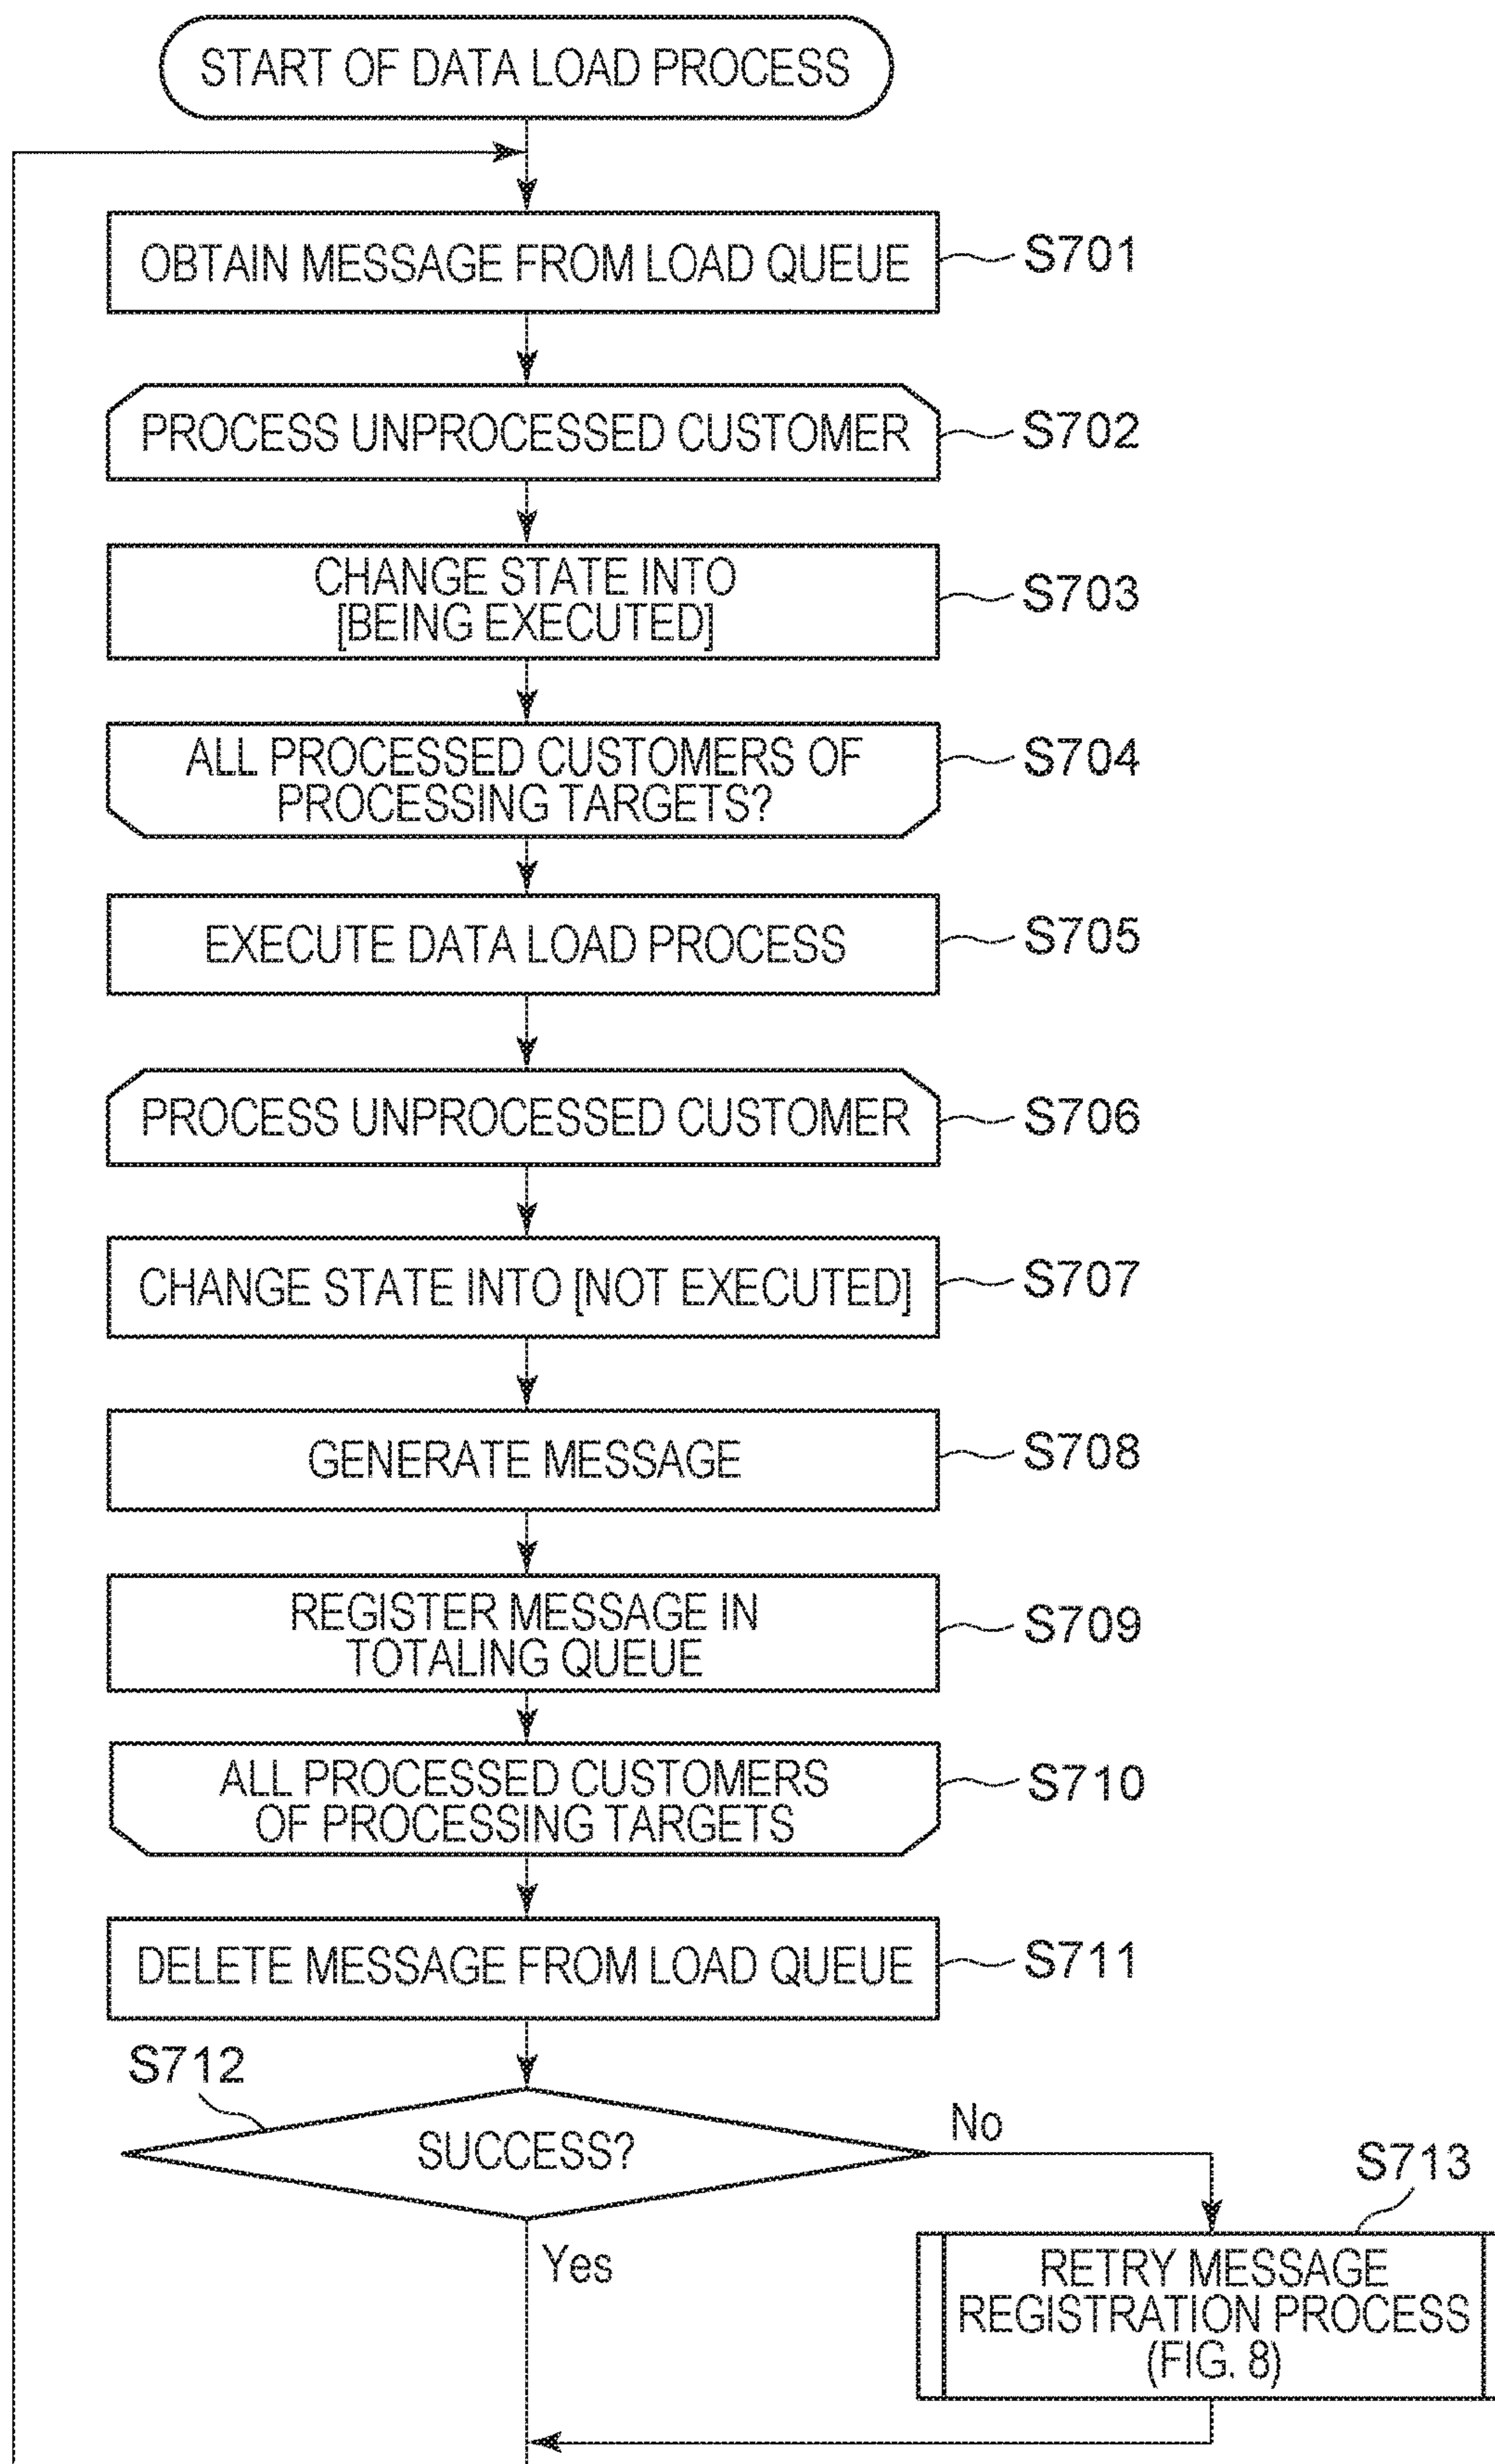 START OF DATA LOAD PROCESS
OBTAIN MESSAGE FROM LOAD QUEUE
S701
PROCESS UNPROCESSED CUSTOMER
S702
CHANGE STATE INTO
[BEING EXECUTED]
S703
ALL PROCESSED CUSTOMERS OF
PROCESSING TARGETS?
S704
EXECUTE DATA LOAD PROCESS
S705
PROCESS UNPROCESSED CUSTOMER
S706
CHANGE STATE INTO [NOT EXECUTED]
S707
GENERATE MESSAGE
S708
REGISTER MESSAGE IN
TOTALING QUEUE
S709
ALL PROCESSED CUSTOMERS
OF PROCESSING TARGETS
S710
DELETE MESSAGE FROM LOAD QUEUE
S711
S712
SUCCESS?
No
Yes
S713
RETRY MESSAGE
REGISTRATION PROCESS
(FIG. 8)